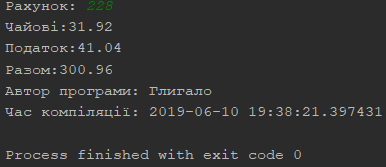 Рахунок: 228
Чайові:31.92
Податок:41.04
Разом:300.96
Автор програми: Глигало
Час компіляції: 2019-06-10 19:38:21.397431
Process finished with exit code 0